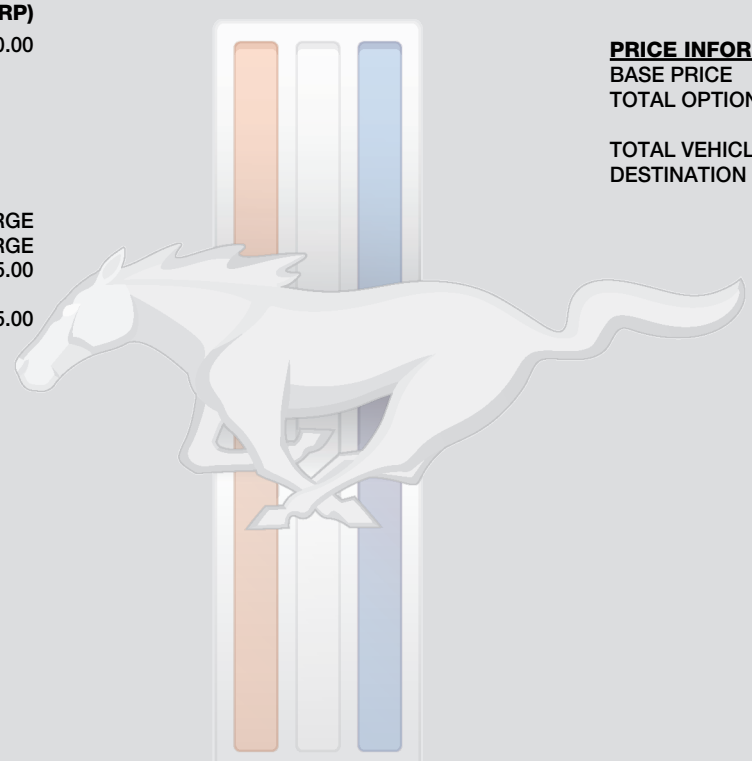 RP)
0.00
RGE
RGE
5.00
5.00
PRICE INFOR
BASE PRICE
TOTAL OPTION
TOTAL VEHICL
DESTINATION